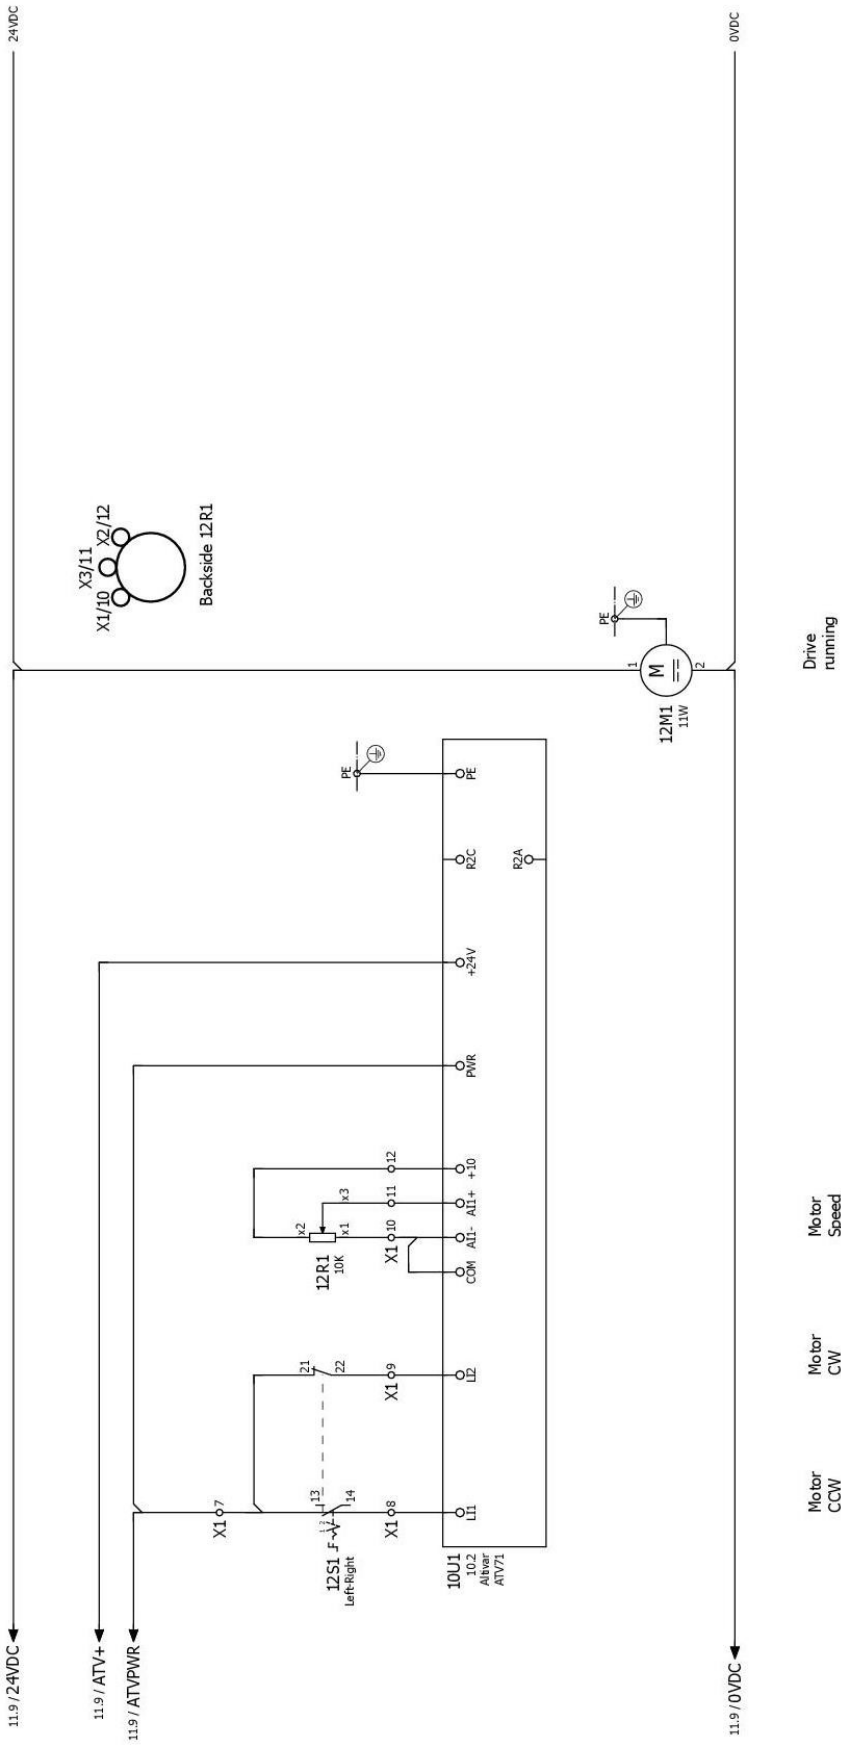 11.9 / 24VDC
24VDC
11.9 / ATV+
11.9 / ATVPWR
X1/10
X3/11
X2/12
Backside 12R1
X1
7
12S1
Left-Right
1 2
13
14
21
22
12R1
10K
x2
x1
x3
X1
8
X1
9
X1
10
11
12
PE
10U1
10.2
Altivar
ATV71
LI1
LI2
COM
AI1-
AI1+
+10
PWR
+24V
R2C
R2A
PE
12M1
11W
M
1
2
PE
11.9 / 0VDC
0VDC
Motor
CCW
Motor
CW
Motor
Speed
Drive
running